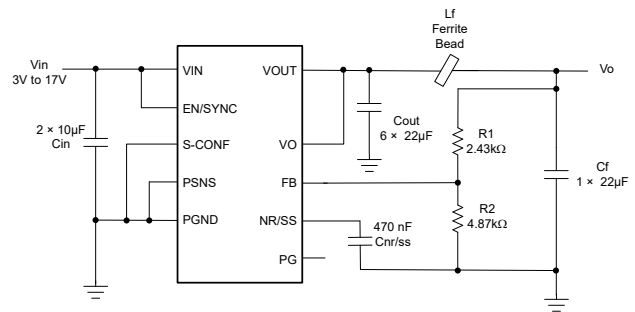 Lf
Ferrite
Bead
Vin
3V to 17V
VIN
VOUT
Vo
EN/SYNC
2 × 10µF
Cin
Cout
6 × 22µF
R1
2.43kΩ
S-CONF
VO
Cf
1 × 22µF
PSNS
FB
R2
4.87kΩ
PGND
NR/SS
470 nF
Cnr/ss
PG